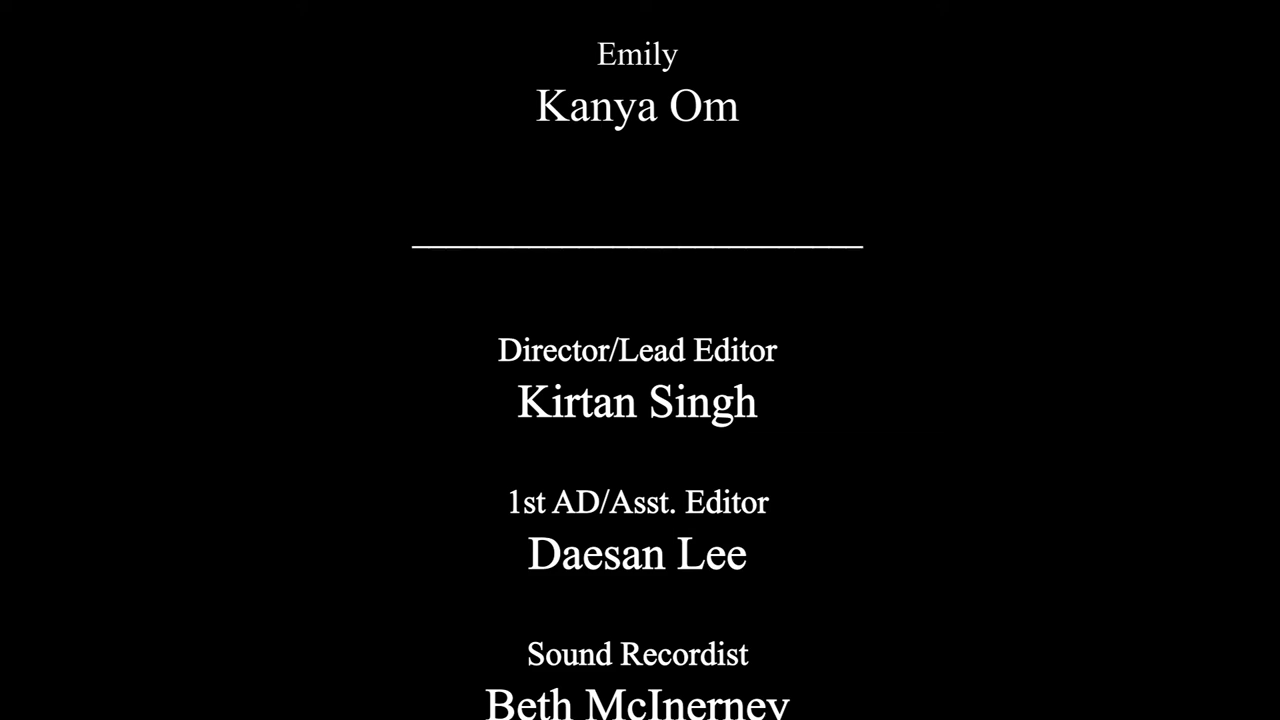 Emily
Kanya Om
Director/Lead Editor
Kirtan Singh
1st AD/Asst. Editor
Daesan Lee
Sound Recordist
Beth McInerney